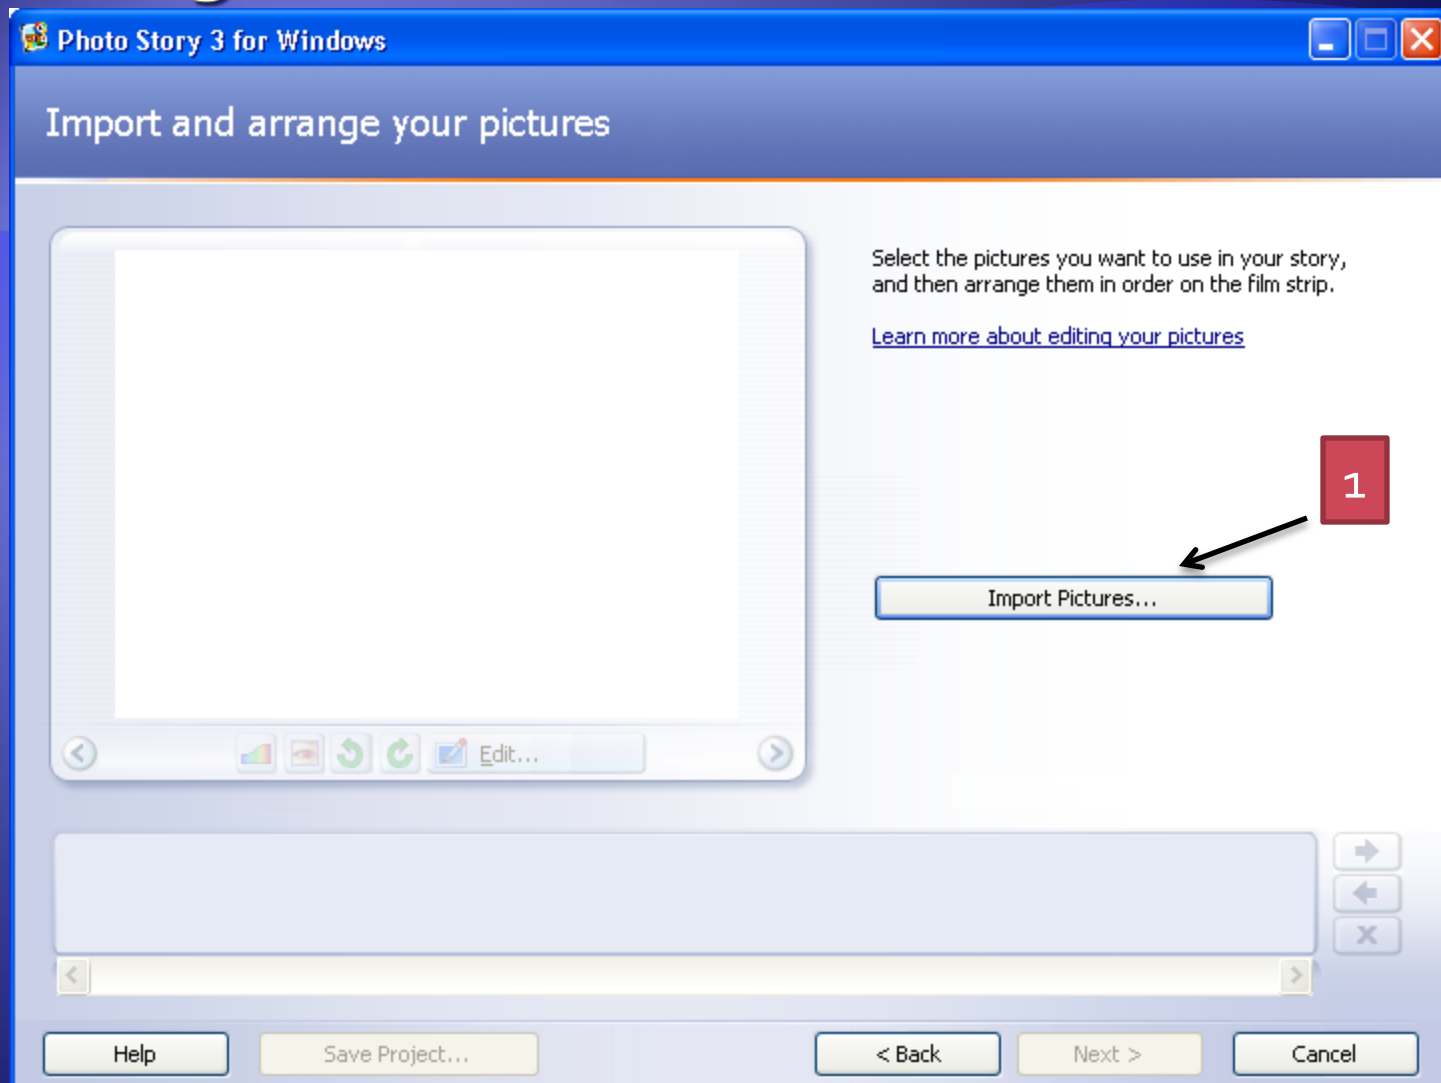 Photo Story 3 for Windows
Import and arrange your pictures
Select the pictures you want to use in your story,
and then arrange them in order on the film strip.
Learn more about editing your pictures
1
Import Pictures...
Edit...
Help
Save Project...
< Back
Next >
Cancel